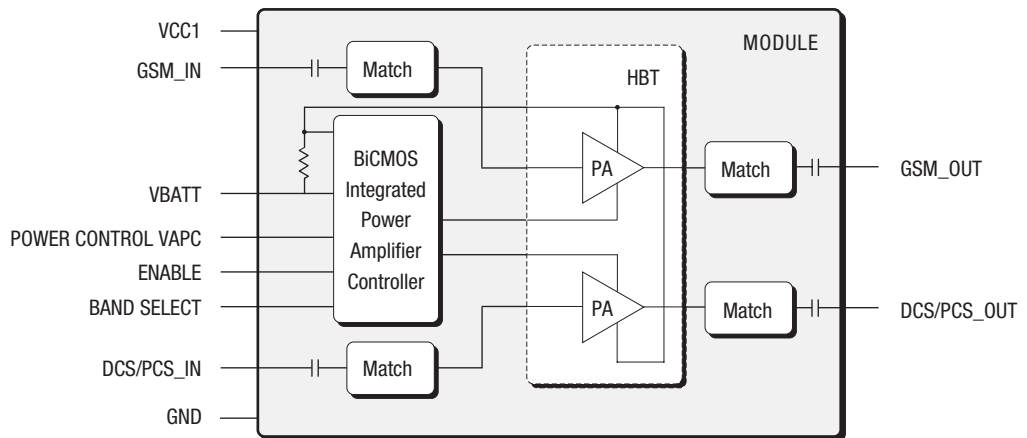 VCC1
MODULE
GSM_IN
Match
HBT
BiCMOS
Integrated
Power
Amplifier
Controller
PA
Match
GSM_OUT
VBATT
POWER CONTROL VAPC
ENABLE
BAND SELECT
PA
Match
DCS/PCS_OUT
DCS/PCS_IN
Match
GND